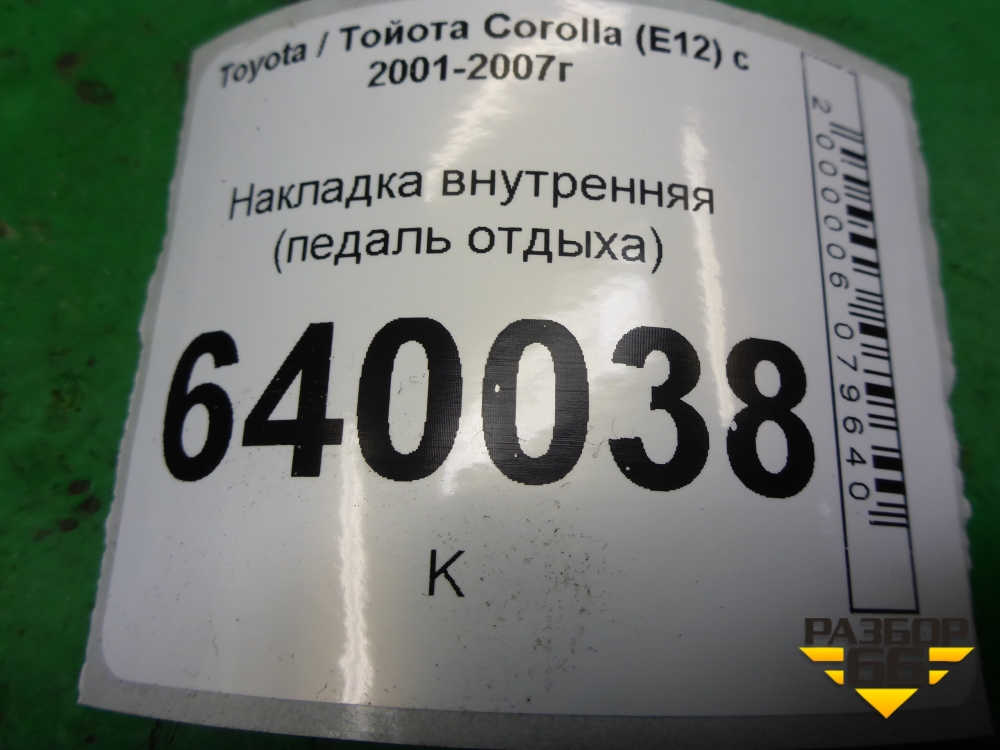 Toyota / Тойота Corolla (E12) с
2001-2007г
Накладка внутренняя
(педаль отдыха)
640038
К
2000006079640
РАЗБОР
66